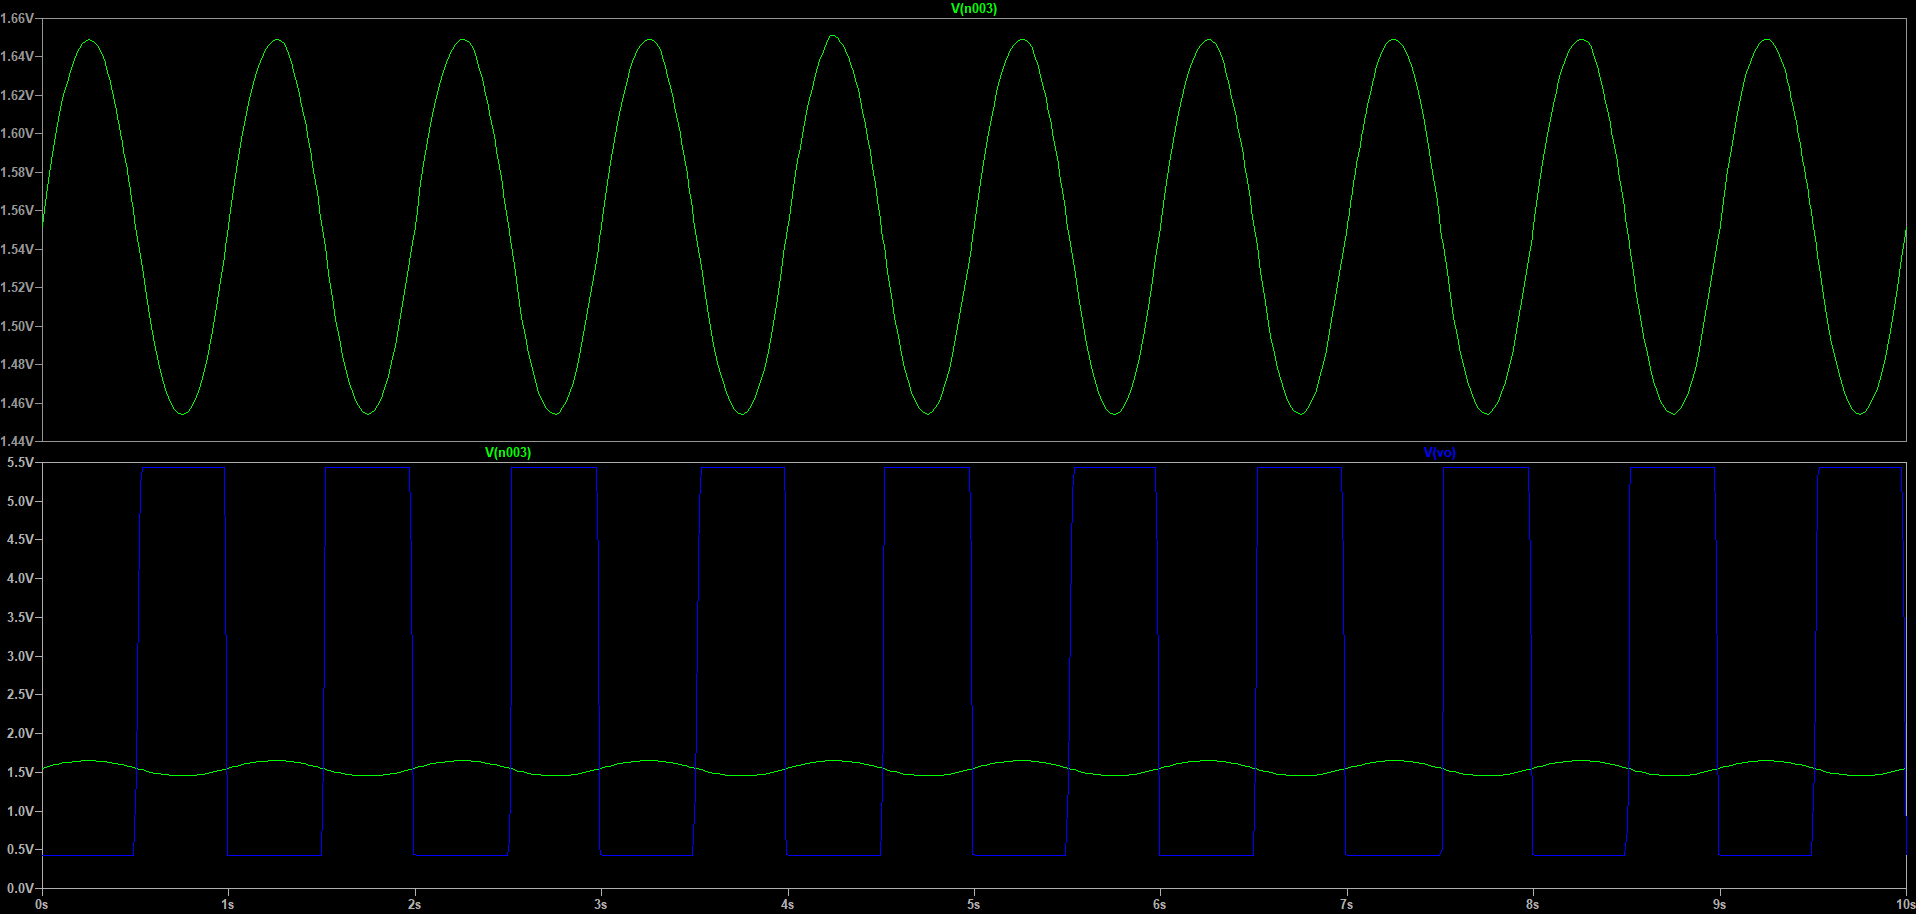 V(n003)
1.66V
1.64V
1.62V
1.60V
1.58V
1.56V
1.54V
1.52V
1.50V
1.48V
1.46V
1.44V
V(n003) V(vo)
5.5V
5.0V
4.5V
4.0V
3.5V
3.0V
2.5V
2.0V
1.5V
1.0V
0.5V
0.0V
0s 1s 2s 3s 4s 5s 6s 7s 8s 9s 10s